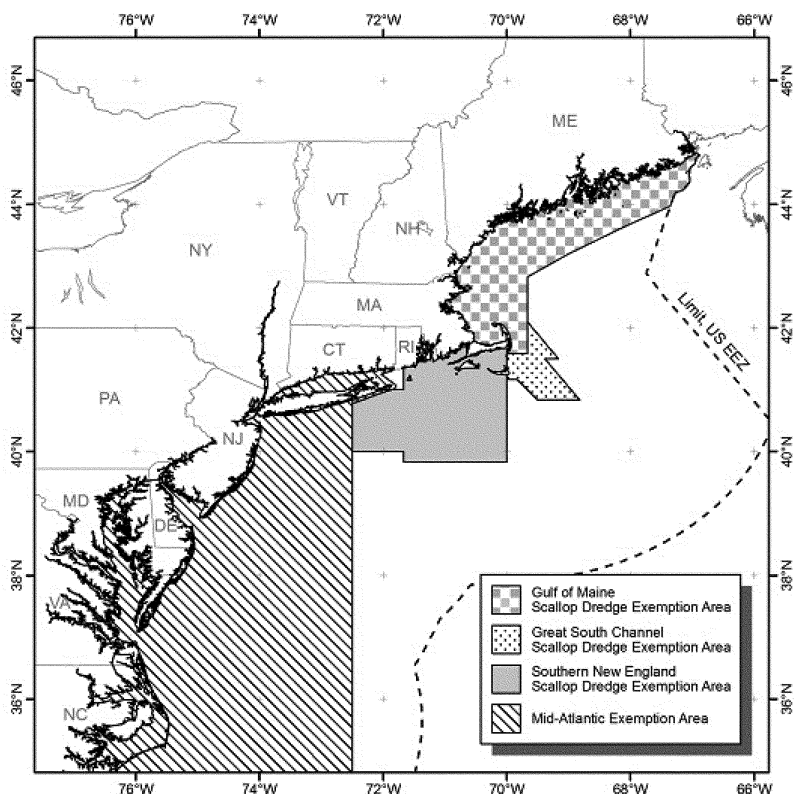 76°W 74°W 72°W 70°W 68°W 66°W
46°N 46°N
ME
44°N 44°N
VT
NH
NY
MA
Limit, US EEZ
42°N 42°N
CT RI
PA
NJ
40°N 40°N
MD
DE
38°N 38°N
VA
Gulf of Maine
Scallop Dredge Exemption Area
Great South Channel
Scallop Dredge Exemption Area
Southern New England
Scallop Dredge Exemption Area
Mid-Atlantic Exemption Area
36°N 36°N
NC
76°W 74°W 72°W 70°W 68°W 66°W